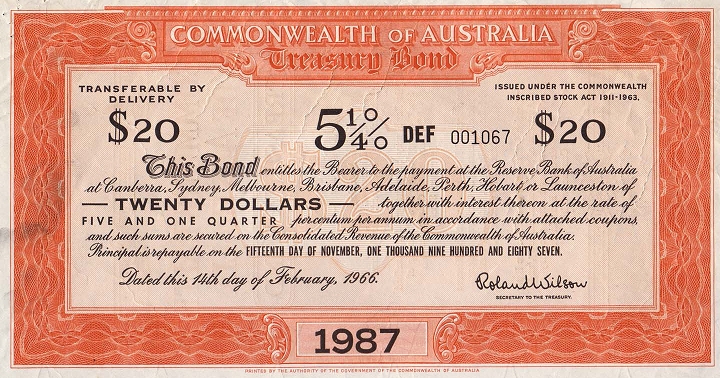 COMMONWEALTH OF AUSTRALIA
Treasury Bond
TRANSFERABLE BY
DELIVERY
ISSUED UNDER THE COMMONWEALTH
INSCRIBED STOCK ACT 1911-1963.
$20 5¼% DEF 001067 $20
This Bond entitles the Bearer to the payment at the Reserve Bank of Australia
at Canberra, Sydney, Melbourne, Brisbane, Adelaide, Perth, Hobart or Launceston of
— TWENTY DOLLARS — together with interest thereon at the rate of
FIVE AND ONE QUARTER per centum per annum in accordance with attached coupons,
and such sums are secured on the Consolidated Revenue of the Commonwealth of Australia.
Principal is repayable on the FIFTEENTH DAY OF NOVEMBER, ONE THOUSAND NINE HUNDRED AND EIGHTY SEVEN.
Dated this 14th day of February, 1966.
Roland Wilson
SECRETARY TO THE TREASURY.
1987
PRINTED BY THE AUTHORITY OF THE GOVERNMENT OF THE COMMONWEALTH OF AUSTRALIA